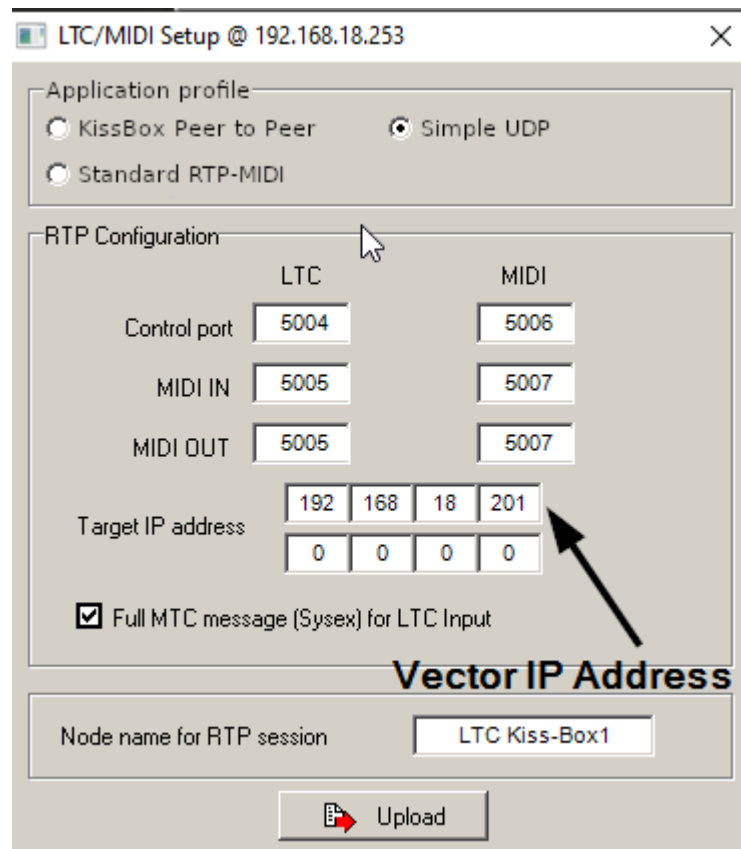 LTC/MIDI Setup @ 192.168.18.253
Application profile
KissBox Peer to Peer Simple UDP
Standard RTP-MIDI
RTP Configuration
LTC MIDI
Control port 5004 5006
MIDI IN 5005 5007
MIDI OUT 5005 5007
Target IP address 192 168 18 201
0 0 0 0
Full MTC message (Sysex) for LTC Input
Vector IP Address
Node name for RTP session LTC Kiss-Box1
Upload